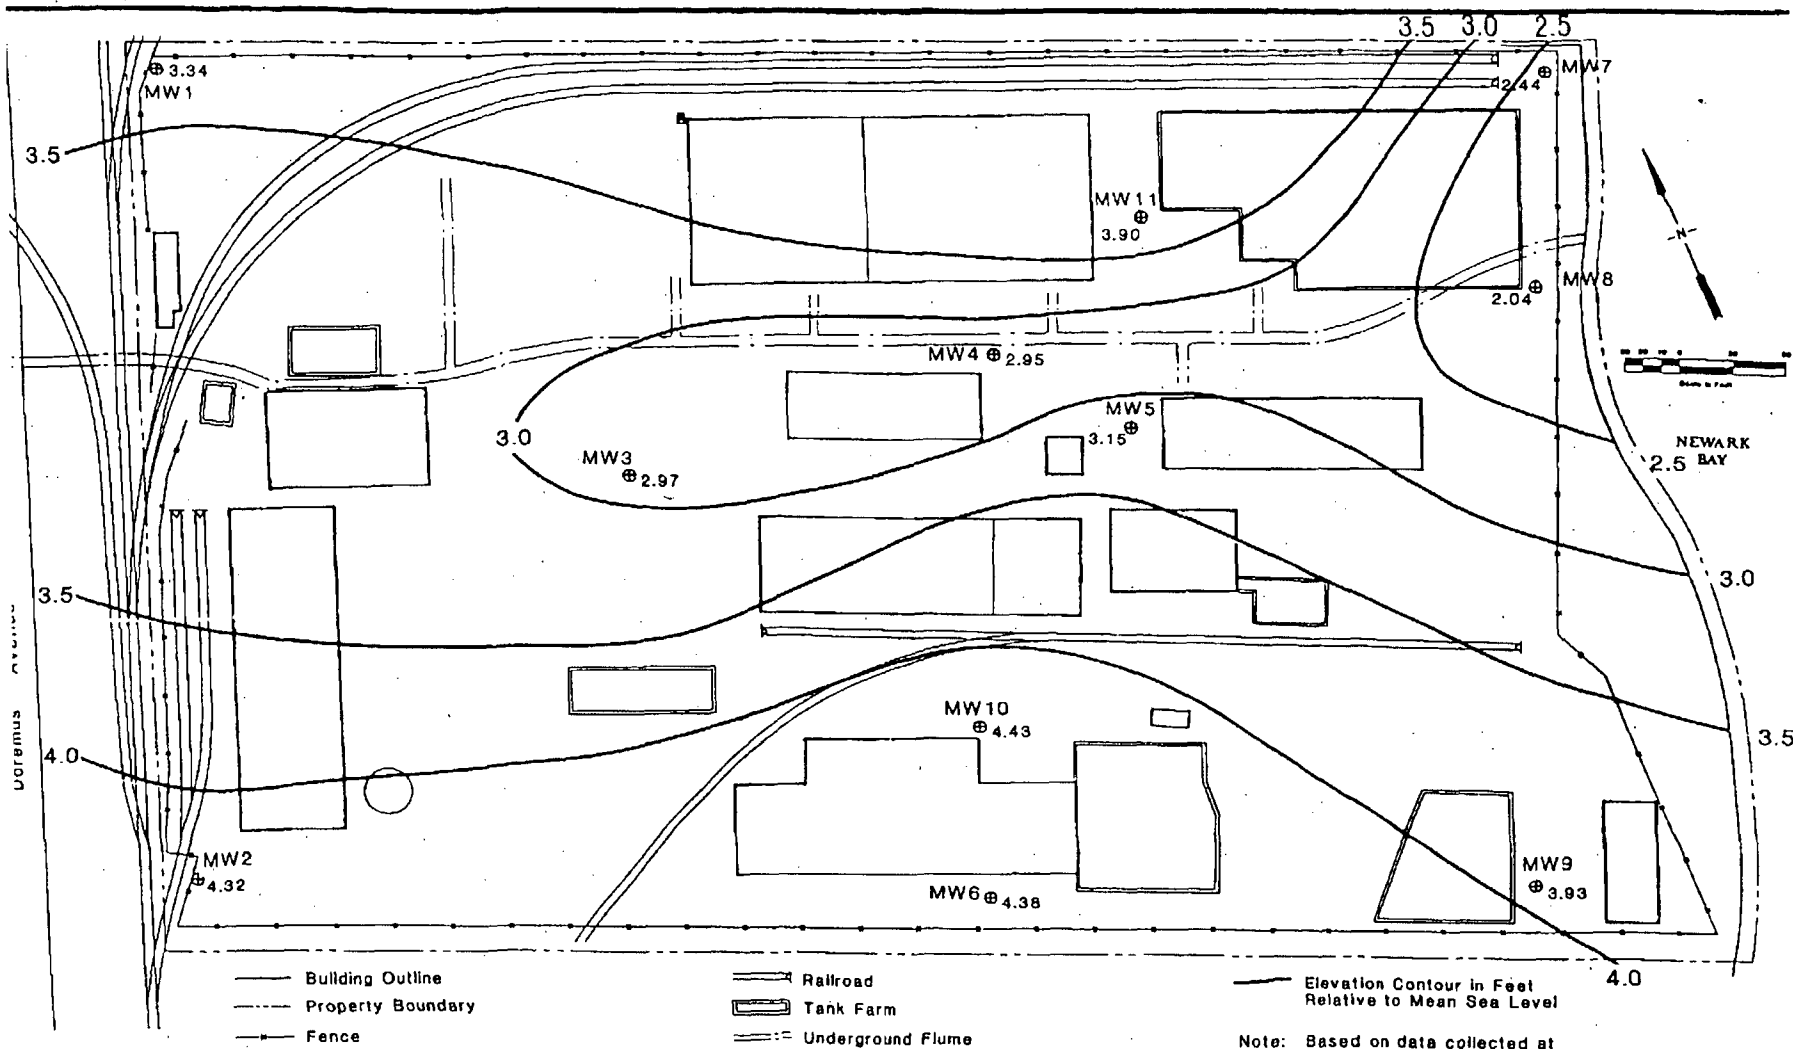 3.5 3.0 2.5
3.34
MW1
MW7
2.44
3.5
MW11
3.90
N
MW8
2.04
MW4 2.95
MW5
3.15
3.0
MW3
2.97
NEWARK
BAY
2.5
3.5
3.0
Doremus Avenue
MW10
4.43
3.5
4.0
MW2
4.32
MW6 4.38
MW9
3.93
4.0
Building Outline
Property Boundary
Fence
Railroad
Tank Farm
Underground Flume
Elevation Contour in Feet
Relative to Mean Sea Level
Note: Based on data collected at